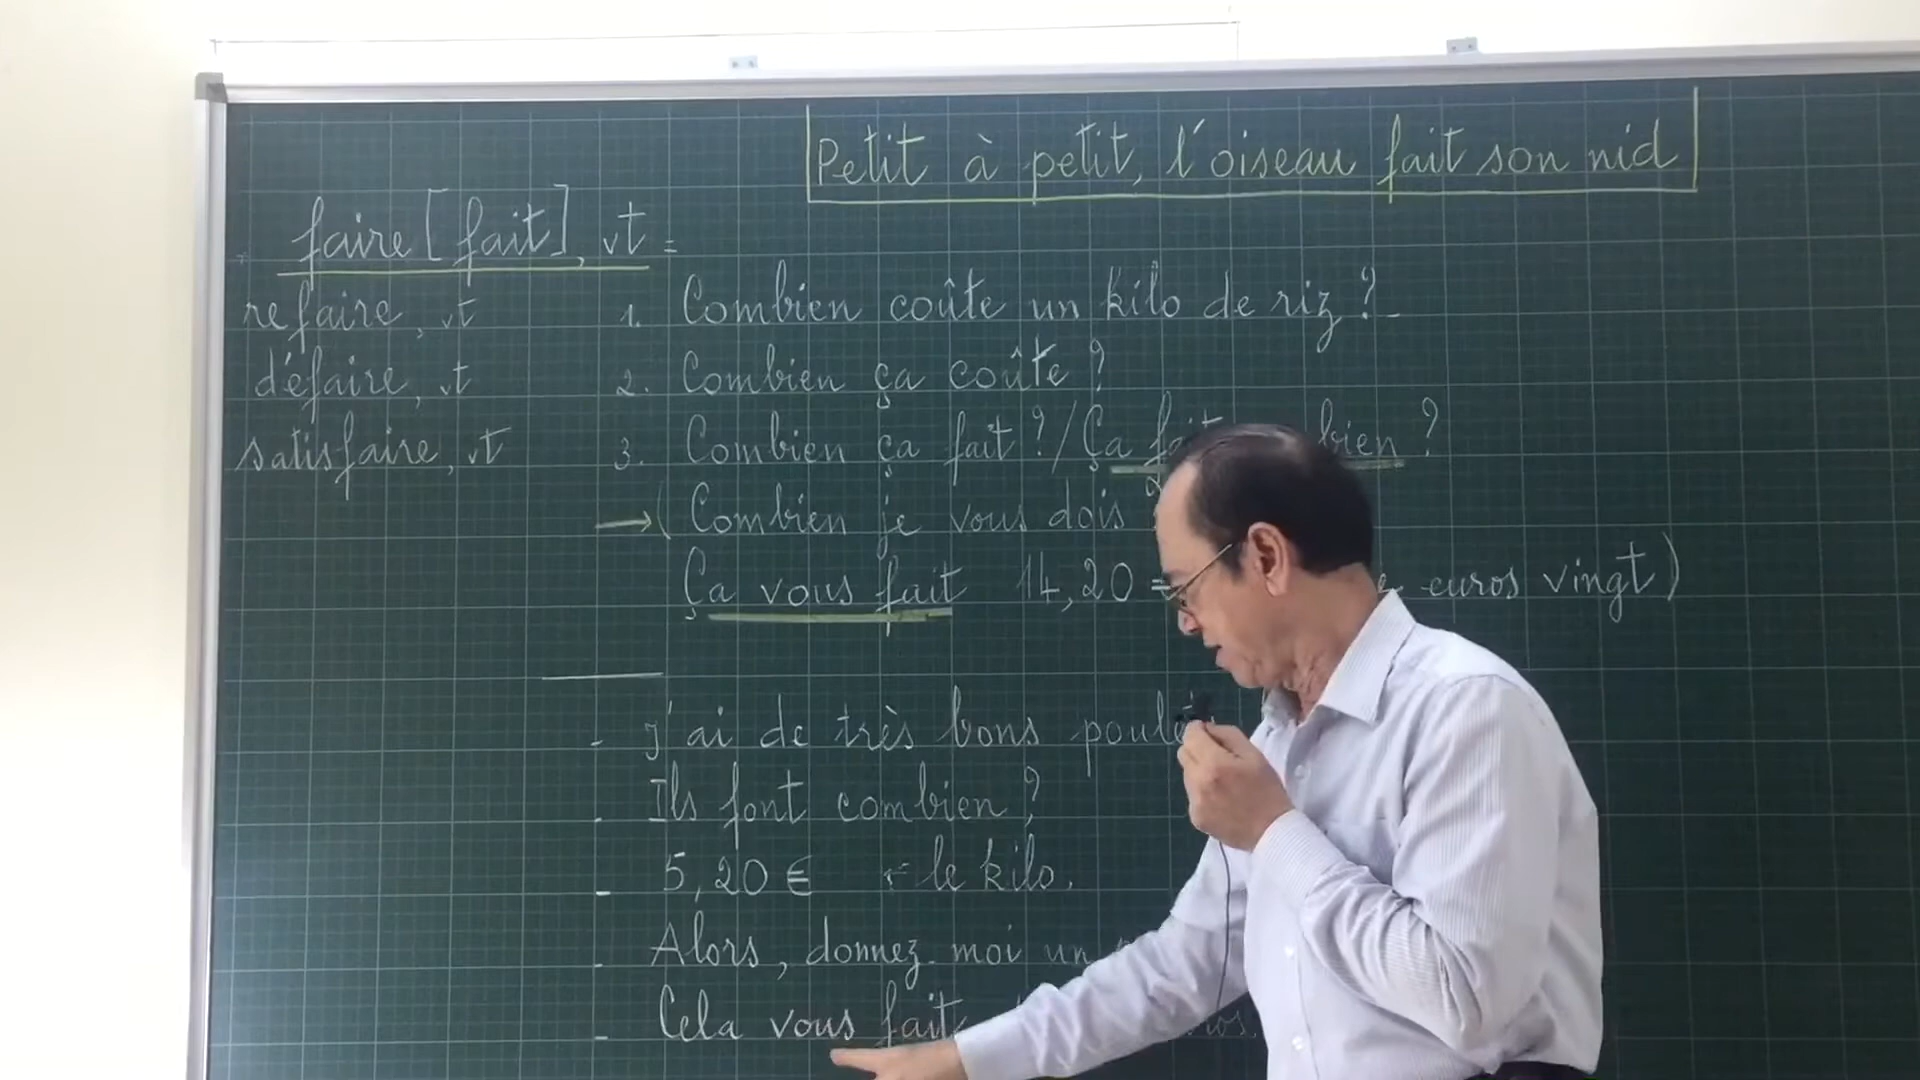 Petit à petit, l'oiseau fait son nid
faire [fait], vt =
refaire, vt
défaire, vt
satisfaire, vt
1. Combien coûte un kilo de riz ?
2. Combien ça coûte ?
3. Combien ça fait ? / Ça ?
→ ( Combien je vous dois
Ça vous fait 14,20 = euros vingt )
- J'ai de très bons
- Ils font combien ?
- 5,20 € ← le kilo.
- Alors, donnez-moi un
- Cela vous fait